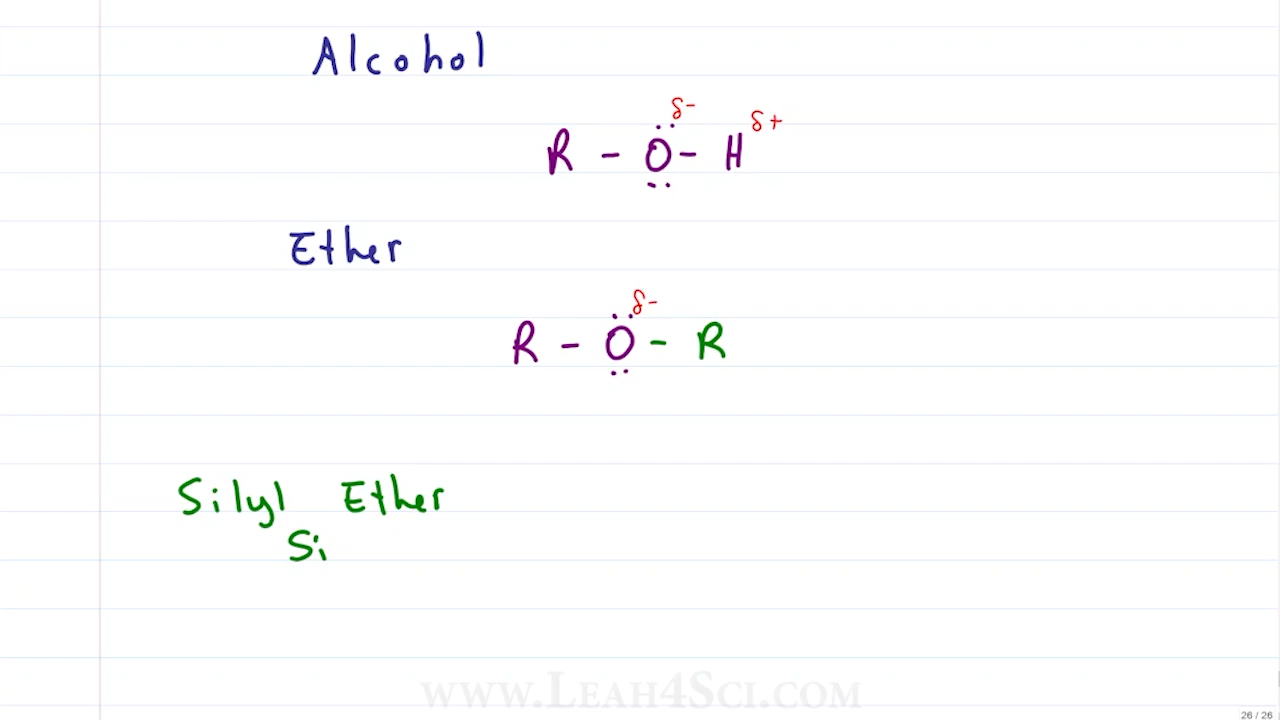 Alcohol
δ- δ+
R - O - H
Ether
δ-
R - O - R
Silyl Ether
Si
www.Leah4Sci.com
26 / 26